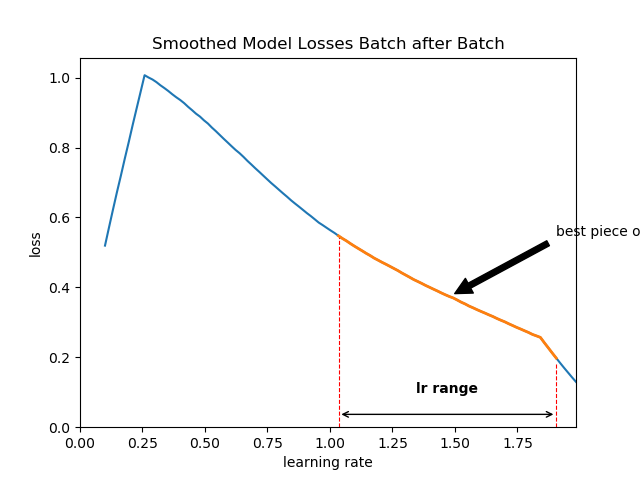 Smoothed Model Losses Batch after Batch
1.0
0.8
0.6
0.4
0.2
0.0
loss
best piece o
lr range
0.00 0.25 0.50 0.75 1.00 1.25 1.50 1.75
learning rate